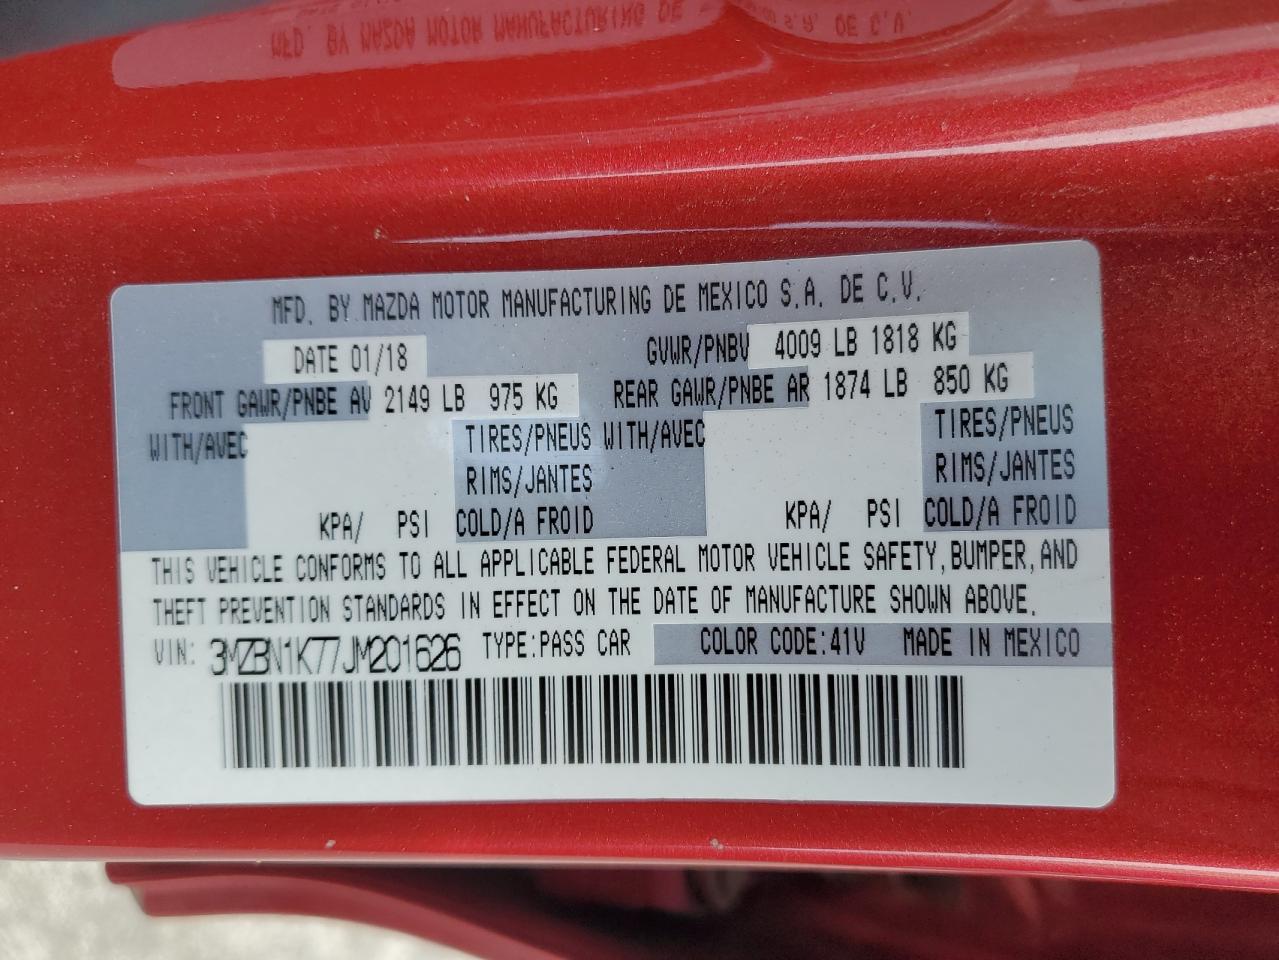 MFD. BY MAZDA MOTOR MANUFACTURING DE MEXICO S.A. DE C.V.
DATE 01/18 GVWR/PNBV 4009 LB 1818 KG
FRONT GAWR/PNBE AV 2149 LB 975 KG REAR GAWR/PNBE AR 1874 LB 850 KG
WITH/AVEC TIRES/PNEUS WITH/AVEC TIRES/PNEUS
RIMS/JANTES RIMS/JANTES
KPA/ PSI COLD/A FROID KPA/ PSI COLD/A FROID
THIS VEHICLE CONFORMS TO ALL APPLICABLE FEDERAL MOTOR VEHICLE SAFETY, BUMPER, AND
THEFT PREVENTION STANDARDS IN EFFECT ON THE DATE OF MANUFACTURE SHOWN ABOVE.
VIN: 3MZBN1K77JM201626 TYPE:PASS CAR COLOR CODE:41V MADE IN MEXICO